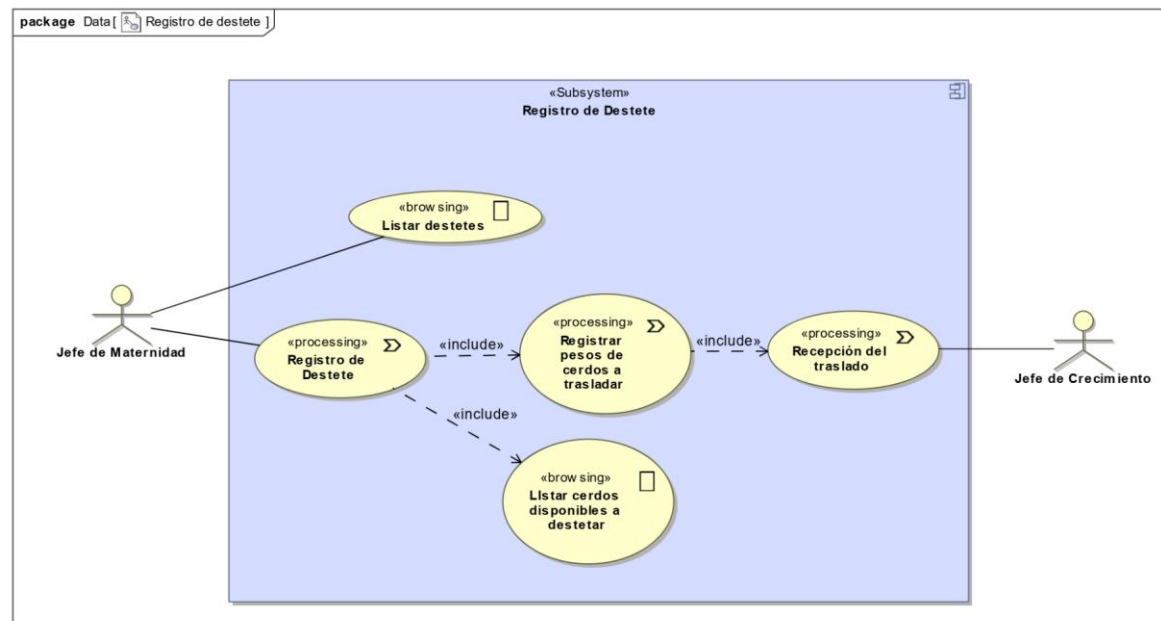 package Data [ Registro de destete ]
«Subsystem»
Registro de Destete
«brow sing»
Listar destetes
Jefe de Maternidad
«processing»
Registro de
Destete
«include»
«processing»
Registrar
pesos de
cerdos a
trasladar
«include»
«processing»
Recepción del
traslado
Jefe de Crecimiento
«include»
«brow sing»
LIstar cerdos
disponibles a
destetar